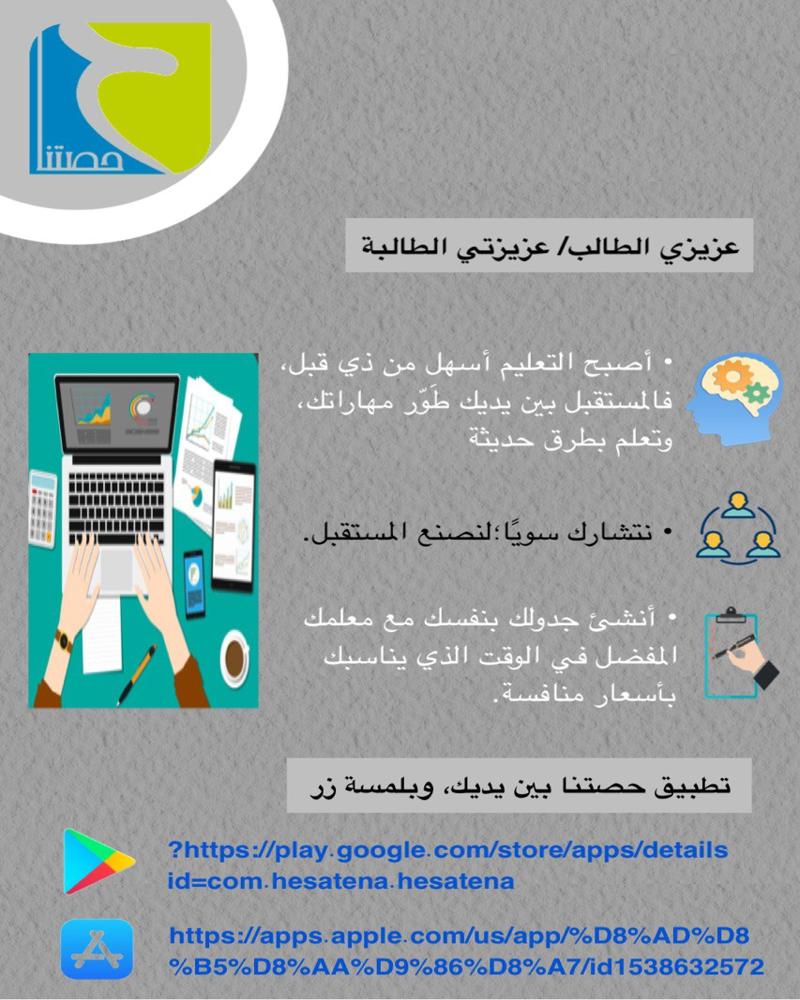 حصتنا
عزيزي الطالب/ عزيزتي الطالبة
• أصبح التعليم أسهل من ذي قبل،
فالمستقبل بين يديك طَوّر مهاراتك،
وتعلم بطرق حديثة
• نتشارك سويًا؛لنصنع المستقبل.
• أنشئ جدولك بنفسك مع معلمك
المفضل في الوقت الذي يناسبك
بأسعار منافسة.
تطبيق حصتنا بين يديك، وبلمسة زر
?https://play.google.com/store/apps/details
id=com.hesatena.hesatena
https://apps.apple.com/us/app/%D8%AD%D8
%B5%D8%AA%D9%86%D8%A7/id1538632572